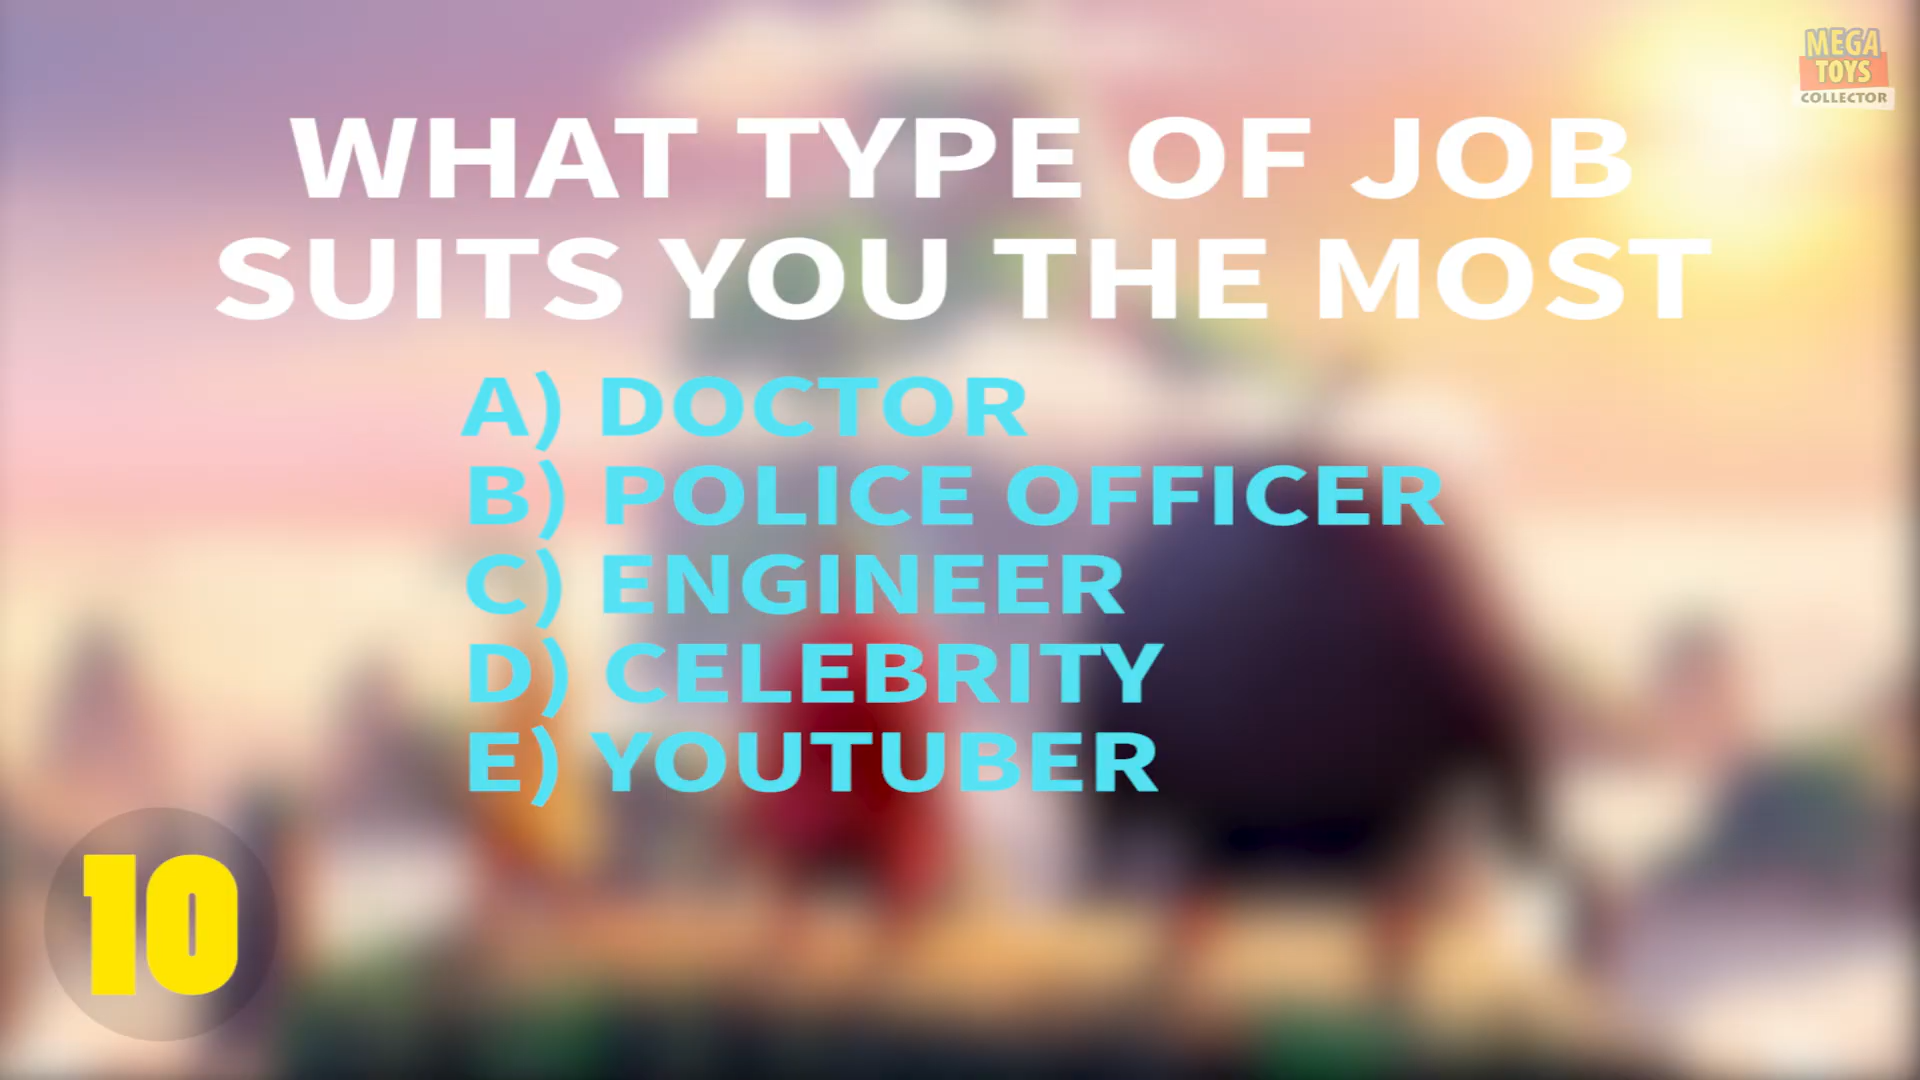 MEGA
TOYS
COLLECTOR
WHAT TYPE OF JOB
SUITS YOU THE MOST
A) DOCTOR
B) POLICE OFFICER
C) ENGINEER
D) CELEBRITY
E) YOUTUBER
10